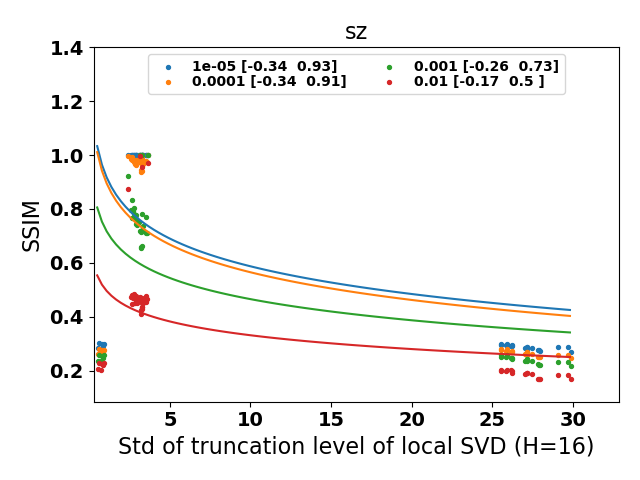 sz
1e-05 [-0.34  0.93]
0.0001 [-0.34  0.91]
0.001 [-0.26  0.73]
0.01 [-0.17  0.5 ]
SSIM
1.4
1.2
1.0
0.8
0.6
0.4
0.2
5 10 15 20 25 30
Std of truncation level of local SVD (H=16)